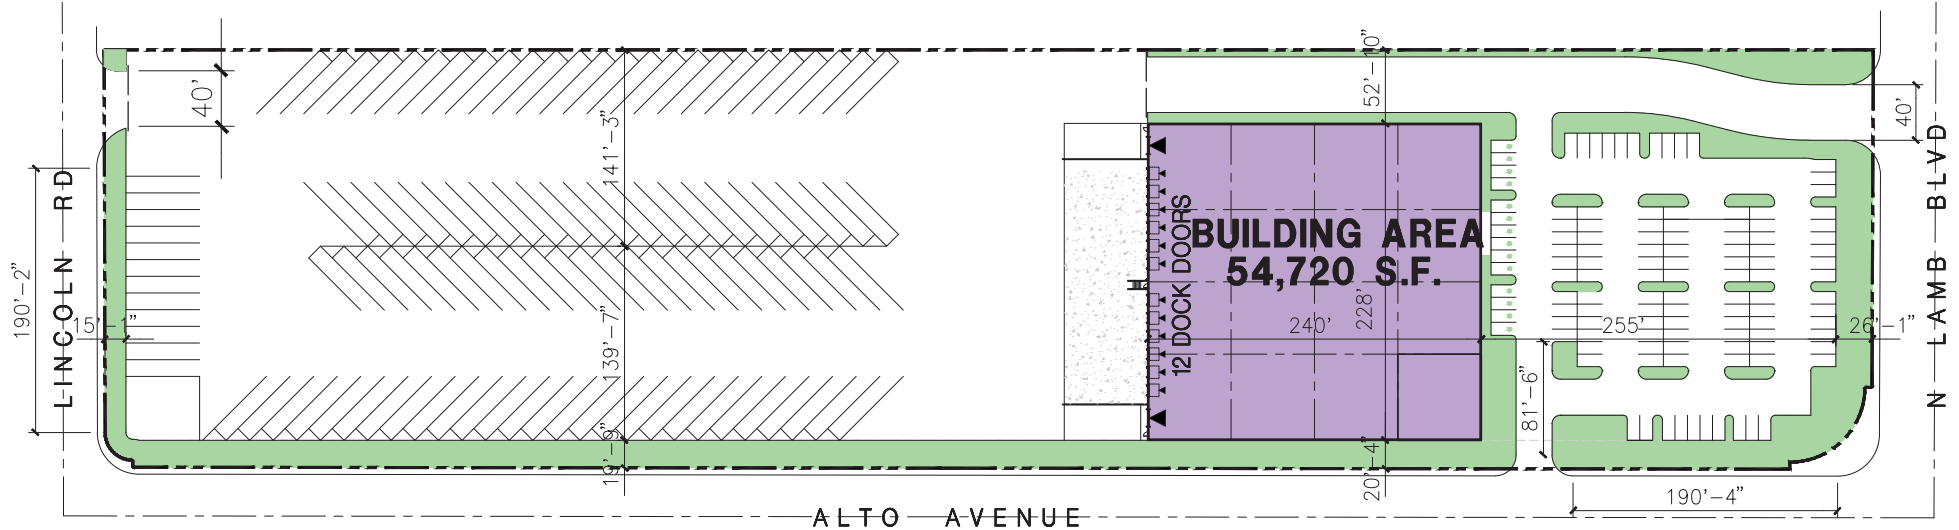 40’
52’-10”
40’
141’-3”
LINCOLN RD
190’-2”
15’-1”
12 DOCK DOORS
BUILDING AREA
54,720 S.F.
228’
240’
255’
26’-1”
N LAMB BLVD
139’-7”
81’-6”
19’-9”
20’-4”
190’-4”
ALTO AVENUE